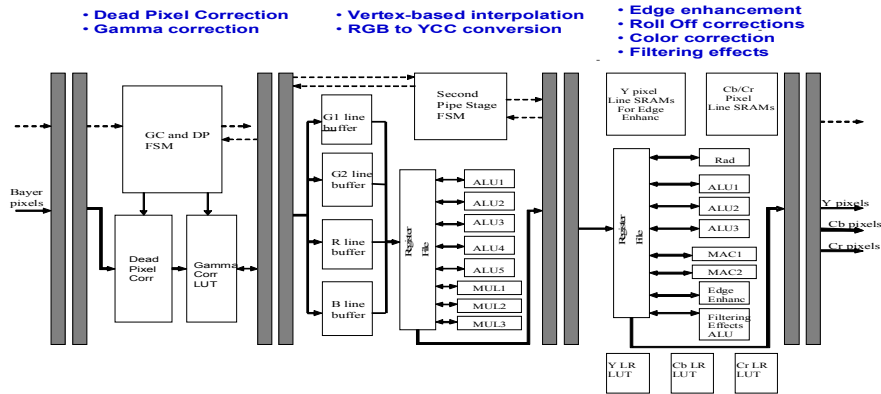 • Dead Pixel Correction
• Gamma correction
• Vertex-based interpolation
• RGB to YCC conversion
• Edge enhancement
• Roll Off corrections
• Color correction
• Filtering effects
Bayer
pixels
GC and DP
FSM
Dead
Pixel
Corr
Gamma
Corr
LUT
G1 line
buffer
G2 line
buffer
R line
buffer
B line
buffer
Second
Pipe Stage
FSM
Register
File
ALU1
ALU2
ALU3
ALU4
ALU5
MUL1
MUL2
MUL3
Y pixel
Line SRAMs
For Edge
Enhanc
Cb/Cr
Pixel
Line SRAMs
Register
File
Rad
ALU1
ALU2
ALU3
MAC1
MAC2
Edge
Enhanc
Filtering
Effects
ALU
Y LR
LUT
Cb LR
LUT
Cr LR
LUT
Y pixels
Cb pixels
Cr pixels